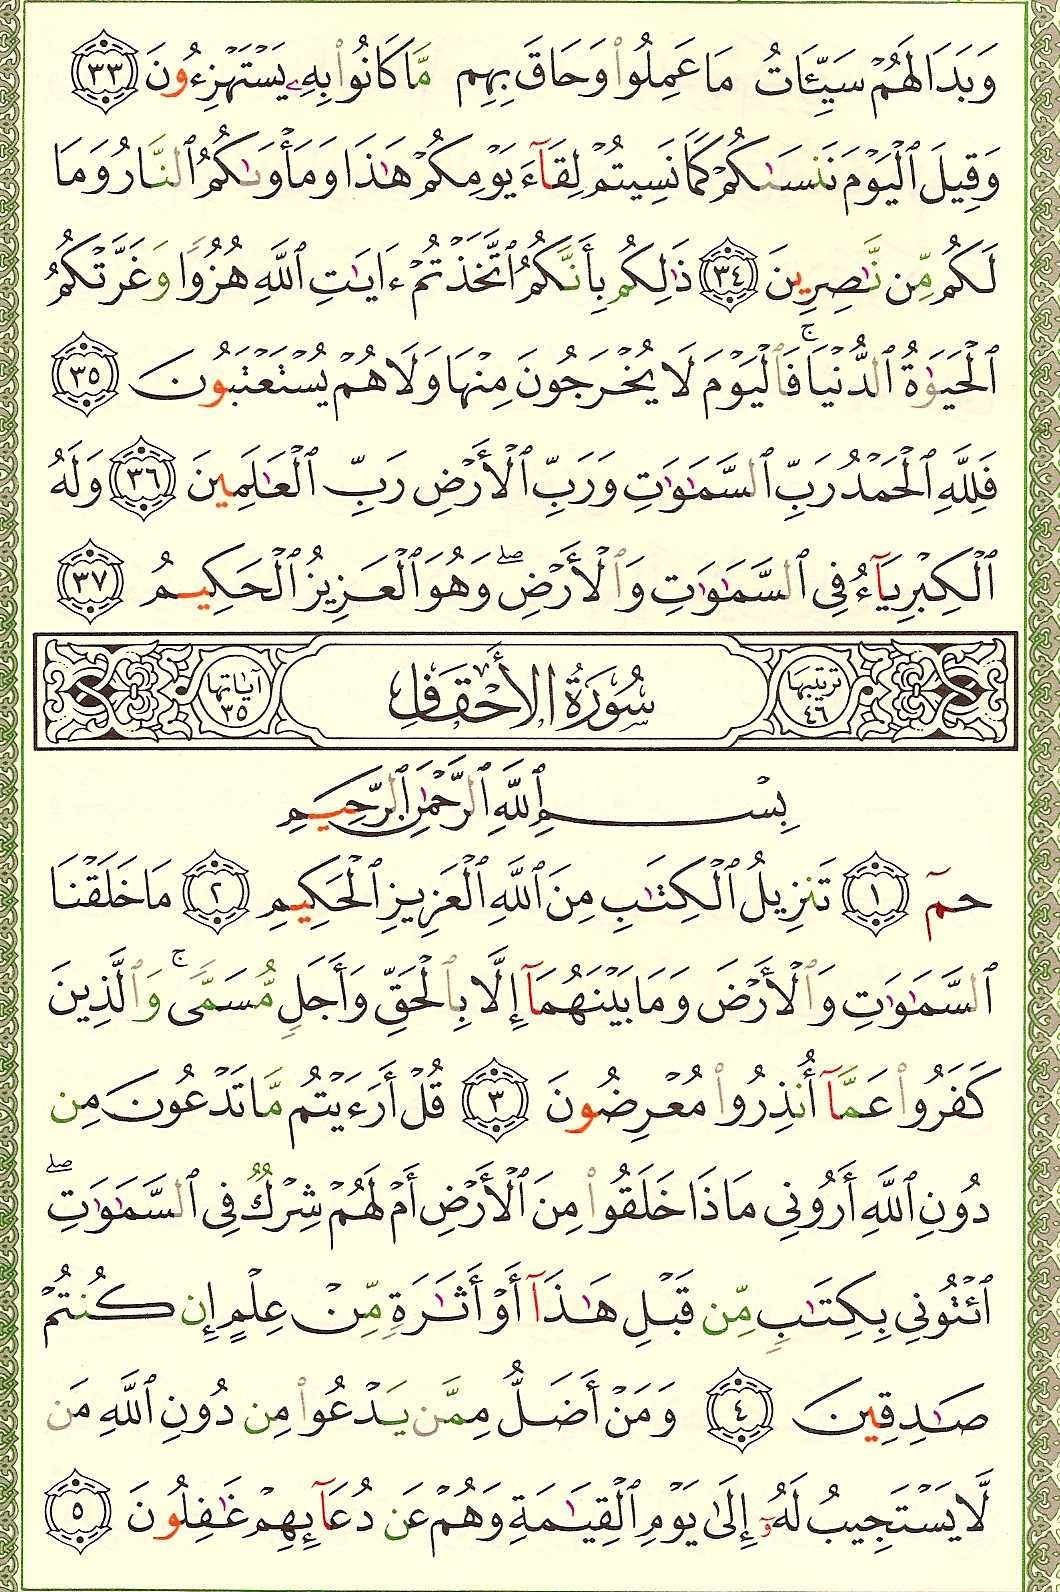 وَبَدَا لَهُمْ سَيِّـَٔاتُ مَا عَمِلُوا۟ وَحَاقَ بِهِم مَّا كَانُوا۟ بِهِۦ يَسْتَهْزِءُونَ ٣٣
وَقِيلَ ٱلْيَوْمَ نَنسَىٰكُمْ كَمَا نَسِيتُمْ لِقَآءَ يَوْمِكُمْ هَـٰذَا وَمَأْوَىٰكُمُ ٱلنَّارُ وَمَا
لَكُم مِّن نَّـٰصِرِينَ ٣٤ ذَٰلِكُم بِأَنَّكُمُ ٱتَّخَذْتُمْ ءَايَـٰتِ ٱللَّهِ هُزُوًا وَغَرَّتْكُمُ
ٱلْحَيَوٰةُ ٱلدُّنْيَا ۚ فَٱلْيَوْمَ لَا يُخْرَجُونَ مِنْهَا وَلَا هُمْ يُسْتَعْتَبُونَ ٣٥
فَلِلَّهِ ٱلْحَمْدُ رَبِّ ٱلسَّمَـٰوَٰتِ وَرَبِّ ٱلْأَرْضِ رَبِّ ٱلْعَـٰلَمِينَ ٣٦ وَلَهُ
ٱلْكِبْرِيَآءُ فِى ٱلسَّمَـٰوَٰتِ وَٱلْأَرْضِ ۖ وَهُوَ ٱلْعَزِيزُ ٱلْحَكِيمُ ٣٧
ترتيبها ٤٦ سُورَةُ الأَحْقَافِ آياتها ٣٥
بِسْمِ ٱللَّهِ ٱلرَّحْمَـٰنِ ٱلرَّحِيمِ
حمٓ ١ تَنزِيلُ ٱلْكِتَـٰبِ مِنَ ٱللَّهِ ٱلْعَزِيزِ ٱلْحَكِيمِ ٢ مَا خَلَقْنَا
ٱلسَّمَـٰوَٰتِ وَٱلْأَرْضَ وَمَا بَيْنَهُمَآ إِلَّا بِٱلْحَقِّ وَأَجَلٍ مُّسَمًّى ۚ وَٱلَّذِينَ
كَفَرُوا۟ عَمَّآ أُنذِرُوا۟ مُعْرِضُونَ ٣ قُلْ أَرَءَيْتُم مَّا تَدْعُونَ مِن
دُونِ ٱللَّهِ أَرُونِى مَاذَا خَلَقُوا۟ مِنَ ٱلْأَرْضِ أَمْ لَهُمْ شِرْكٌ فِى ٱلسَّمَـٰوَٰتِ ۖ
ٱئْتُونِى بِكِتَـٰبٍ مِّن قَبْلِ هَـٰذَآ أَوْ أَثَـٰرَةٍ مِّنْ عِلْمٍ إِن كُنتُمْ
صَـٰدِقِينَ ٤ وَمَنْ أَضَلُّ مِمَّن يَدْعُوا۟ مِن دُونِ ٱللَّهِ مَن
لَّا يَسْتَجِيبُ لَهُۥٓ إِلَىٰ يَوْمِ ٱلْقِيَـٰمَةِ وَهُمْ عَن دُعَآئِهِمْ غَـٰفِلُونَ ٥